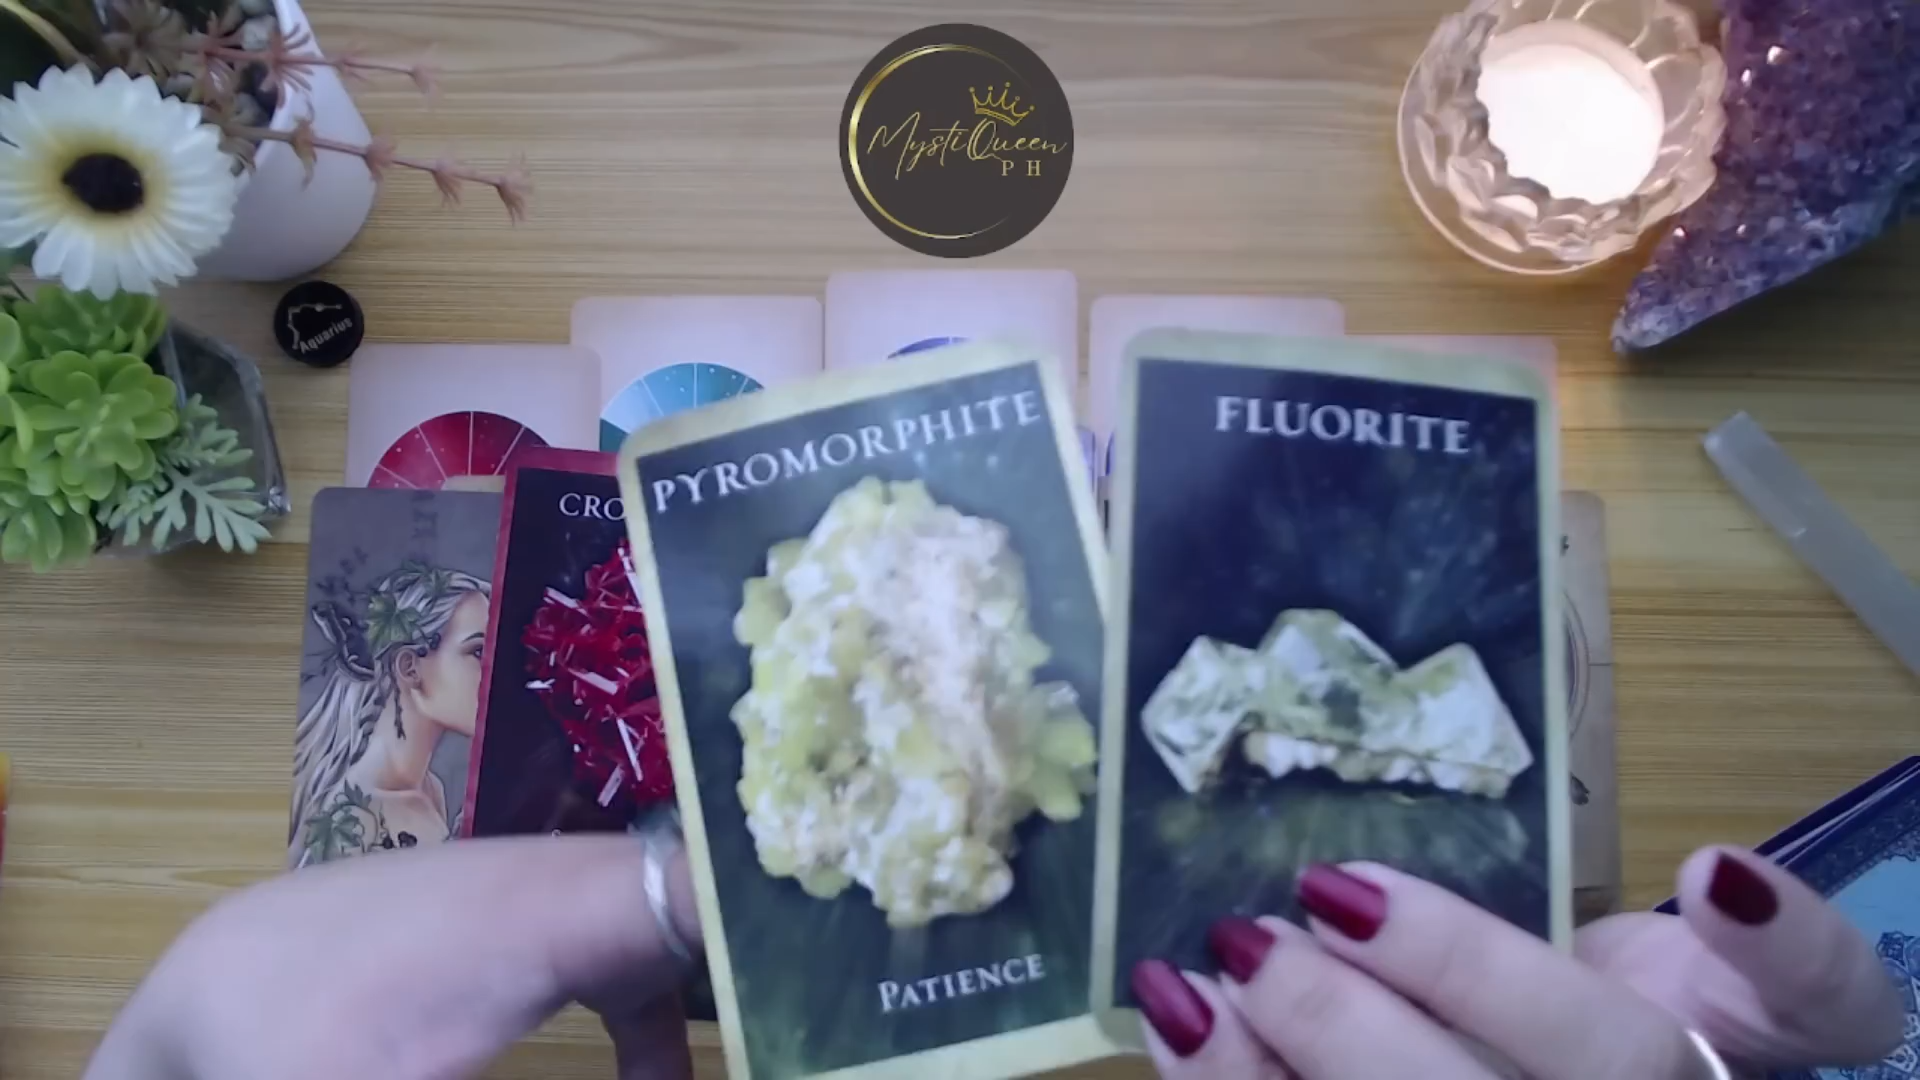 MystiQueen
PH
Aquarius
PYROMORPHITE
FLUORITE
CRO
PATIENCE